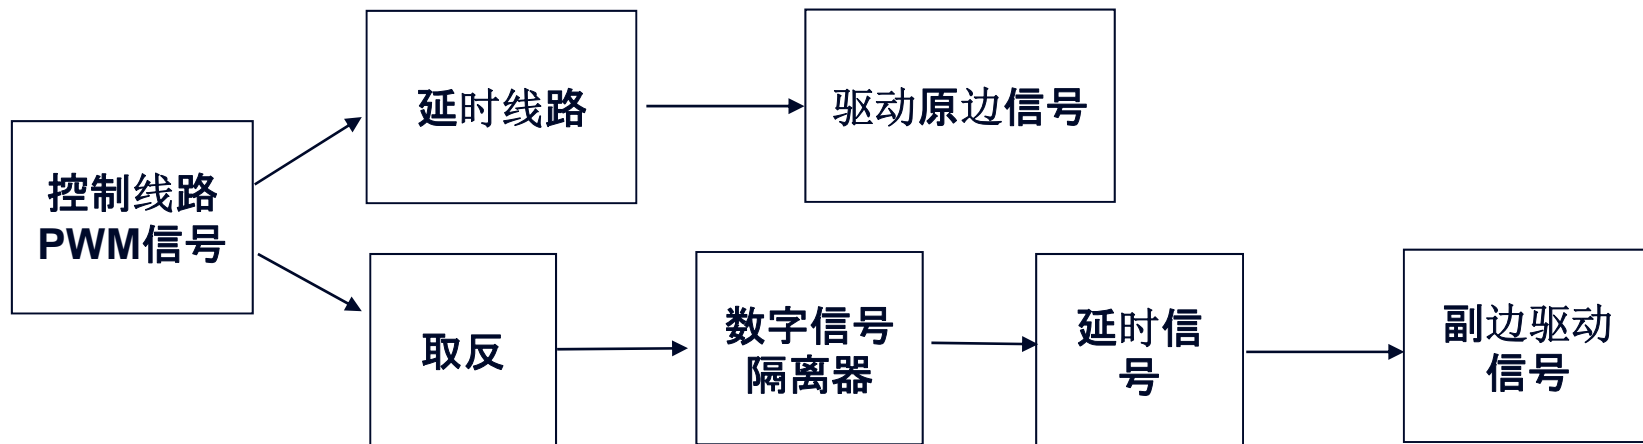 延时线路
驱动原边信号
控制线路
PWM信号
取反
数字信号
隔离器
延时信
号
副边驱动
信号